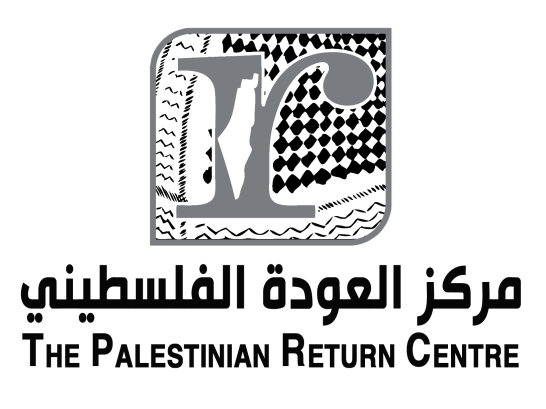 r
مركز العودة الفلسطيني
THE PALESTINIAN RETURN CENTRE